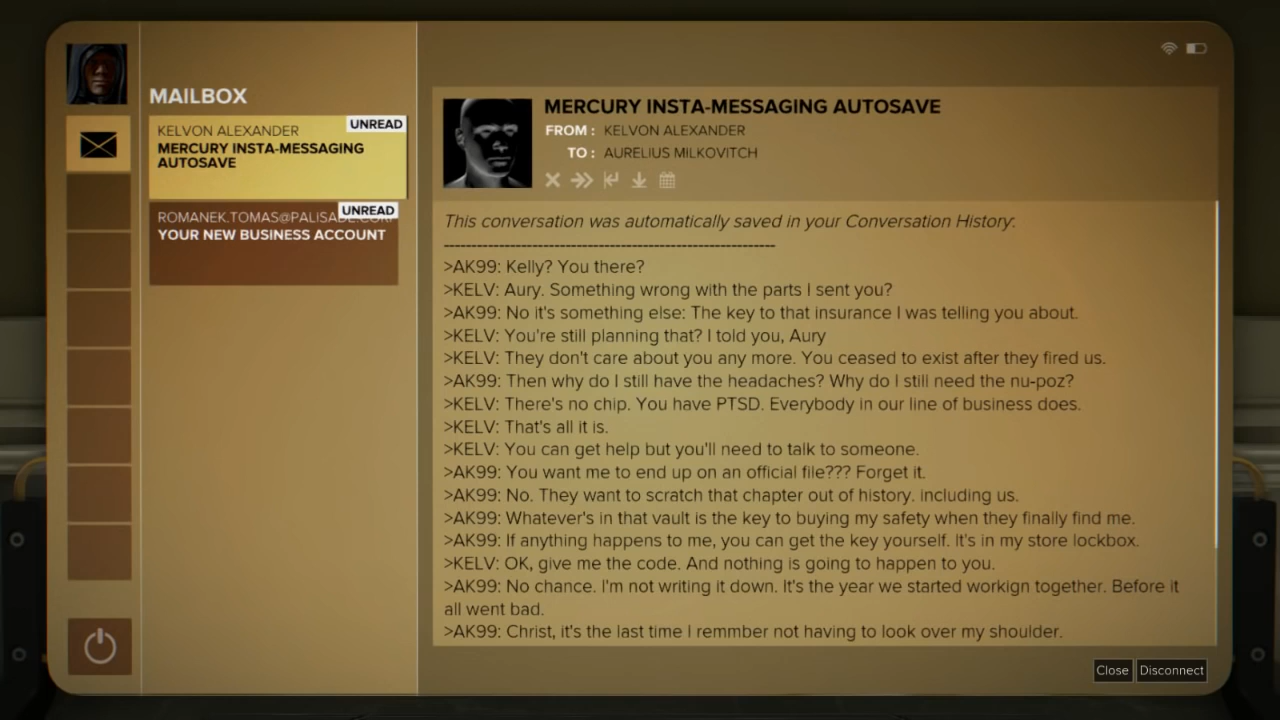 MAILBOX
KELVON ALEXANDER
UNREAD
MERCURY INSTA-MESSAGING
AUTOSAVE
UNREAD
ROMANEK.TOMAS@PALISADE.CORP
YOUR NEW BUSINESS ACCOUNT
MERCURY INSTA-MESSAGING AUTOSAVE
FROM : KELVON ALEXANDER
TO : AURELIUS MILKOVITCH
This conversation was automatically saved in your Conversation History:
------------------------------------------------------------
>AK99: Kelly? You there?
>KELV: Aury. Something wrong with the parts I sent you?
>AK99: No it's something else: The key to that insurance I was telling you about.
>KELV: You're still planning that? I told you, Aury
>KELV: They don't care about you any more. You ceased to exist after they fired us.
>AK99: Then why do I still have the headaches? Why do I still need the nu-poz?
>KELV: There's no chip. You have PTSD. Everybody in our line of business does.
>KELV: That's all it is.
>KELV: You can get help but you'll need to talk to someone.
>AK99: You want me to end up on an official file??? Forget it.
>AK99: No. They want to scratch that chapter out of history. including us.
>AK99: Whatever's in that vault is the key to buying my safety when they finally find me.
>AK99: If anything happens to me, you can get the key yourself. It's in my store lockbox.
>KELV: OK, give me the code. And nothing is going to happen to you.
>AK99: No chance. I'm not writing it down. It's the year we started workign together. Before it
all went bad.
>AK99: Christ, it's the last time I remmber not having to look over my shoulder.
Close
Disconnect